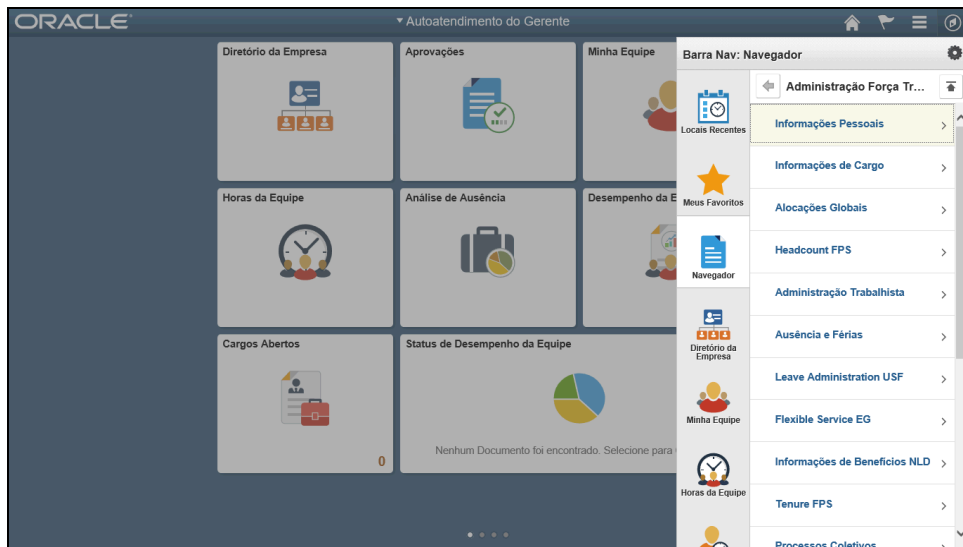 ORACLE
Autoatendimento do Gerente
Diretório da Empresa
Aprovações
Minha Equipe
Horas da Equipe
Análise de Ausência
Desempenho da E
Cargos Abertos
0
Status de Desempenho da Equipe
Nenhum Documento foi encontrado. Selecione para
Barra Nav: Navegador
Locais Recentes
Meus Favoritos
Navegador
Diretório da
Empresa
Minha Equipe
Horas da Equipe
Administração Força Tr...
Informações Pessoais
Informações de Cargo
Alocações Globais
Headcount FPS
Administração Trabalhista
Ausência e Férias
Leave Administration USF
Flexible Service EG
Informações de Benefícios NLD
Tenure FPS
Processos Coletivos